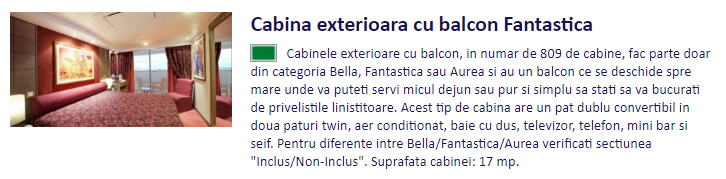 Cabina exterioara cu balcon Fantastica
Cabinele exterioare cu balcon, in numar de 809 de cabine, fac parte doar
din categoria Bella, Fantastica sau Aurea si au un balcon ce se deschide spre
mare unde va puteti servi micul dejun sau pur si simplu sa stati sa va bucurati
de privelistile linistitoare. Acest tip de cabina are un pat dublu convertibil in
doua paturi twin, aer conditionat, baie cu dus, televizor, telefon, mini bar si
seif. Pentru diferente intre Bella/Fantastica/Aurea verificati sectiunea
"Inclus/Non-Inclus". Suprafata cabinei: 17 mp.